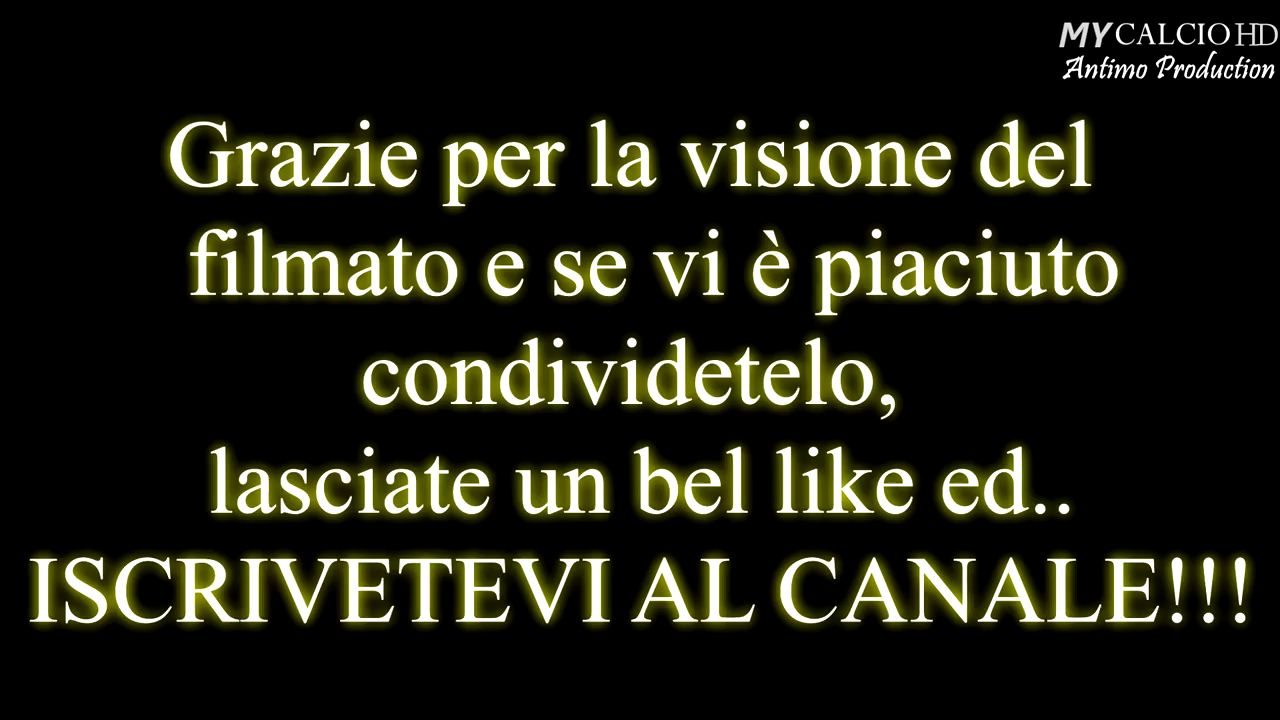 MYCALCIO HD
Antimo Production
Grazie per la visione del
filmato e se vi è piaciuto
condividetelo,
lasciate un bel like ed..
ISCRIVETEVI AL CANALE!!!